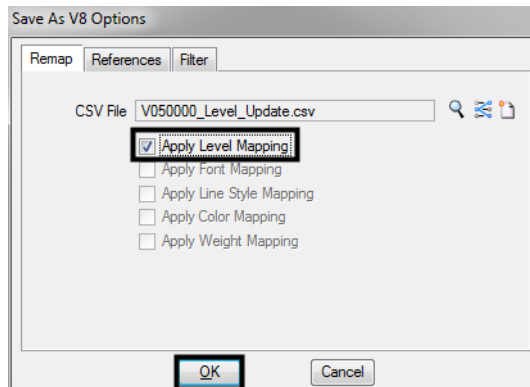 Save As V8 Options
Remap References Filter
CSV File V050000_Level_Update.csv
Apply Level Mapping
Apply Font Mapping
Apply Line Style Mapping
Apply Color Mapping
Apply Weight Mapping
OK Cancel